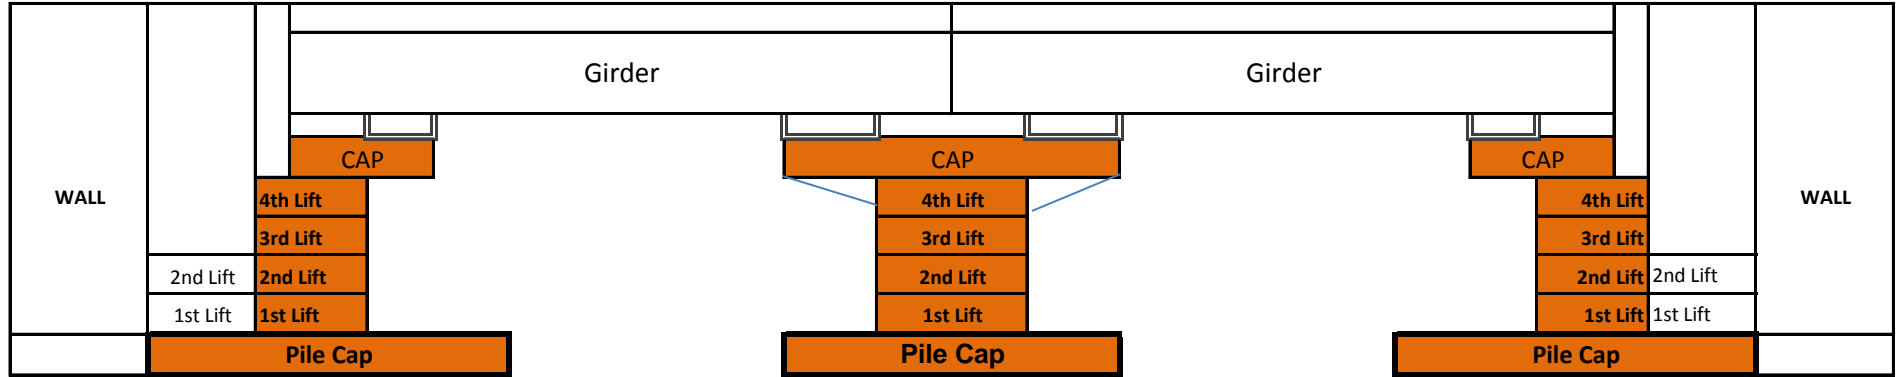 Girder Girder
CAP CAP CAP
WALL 4th Lift 4th Lift 4th Lift WALL
3rd Lift 3rd Lift 3rd Lift
2nd Lift 2nd Lift 2nd Lift 2nd Lift 2nd Lift
1st Lift 1st Lift 1st Lift 1st Lift 1st Lift
Pile Cap Pile Cap Pile Cap